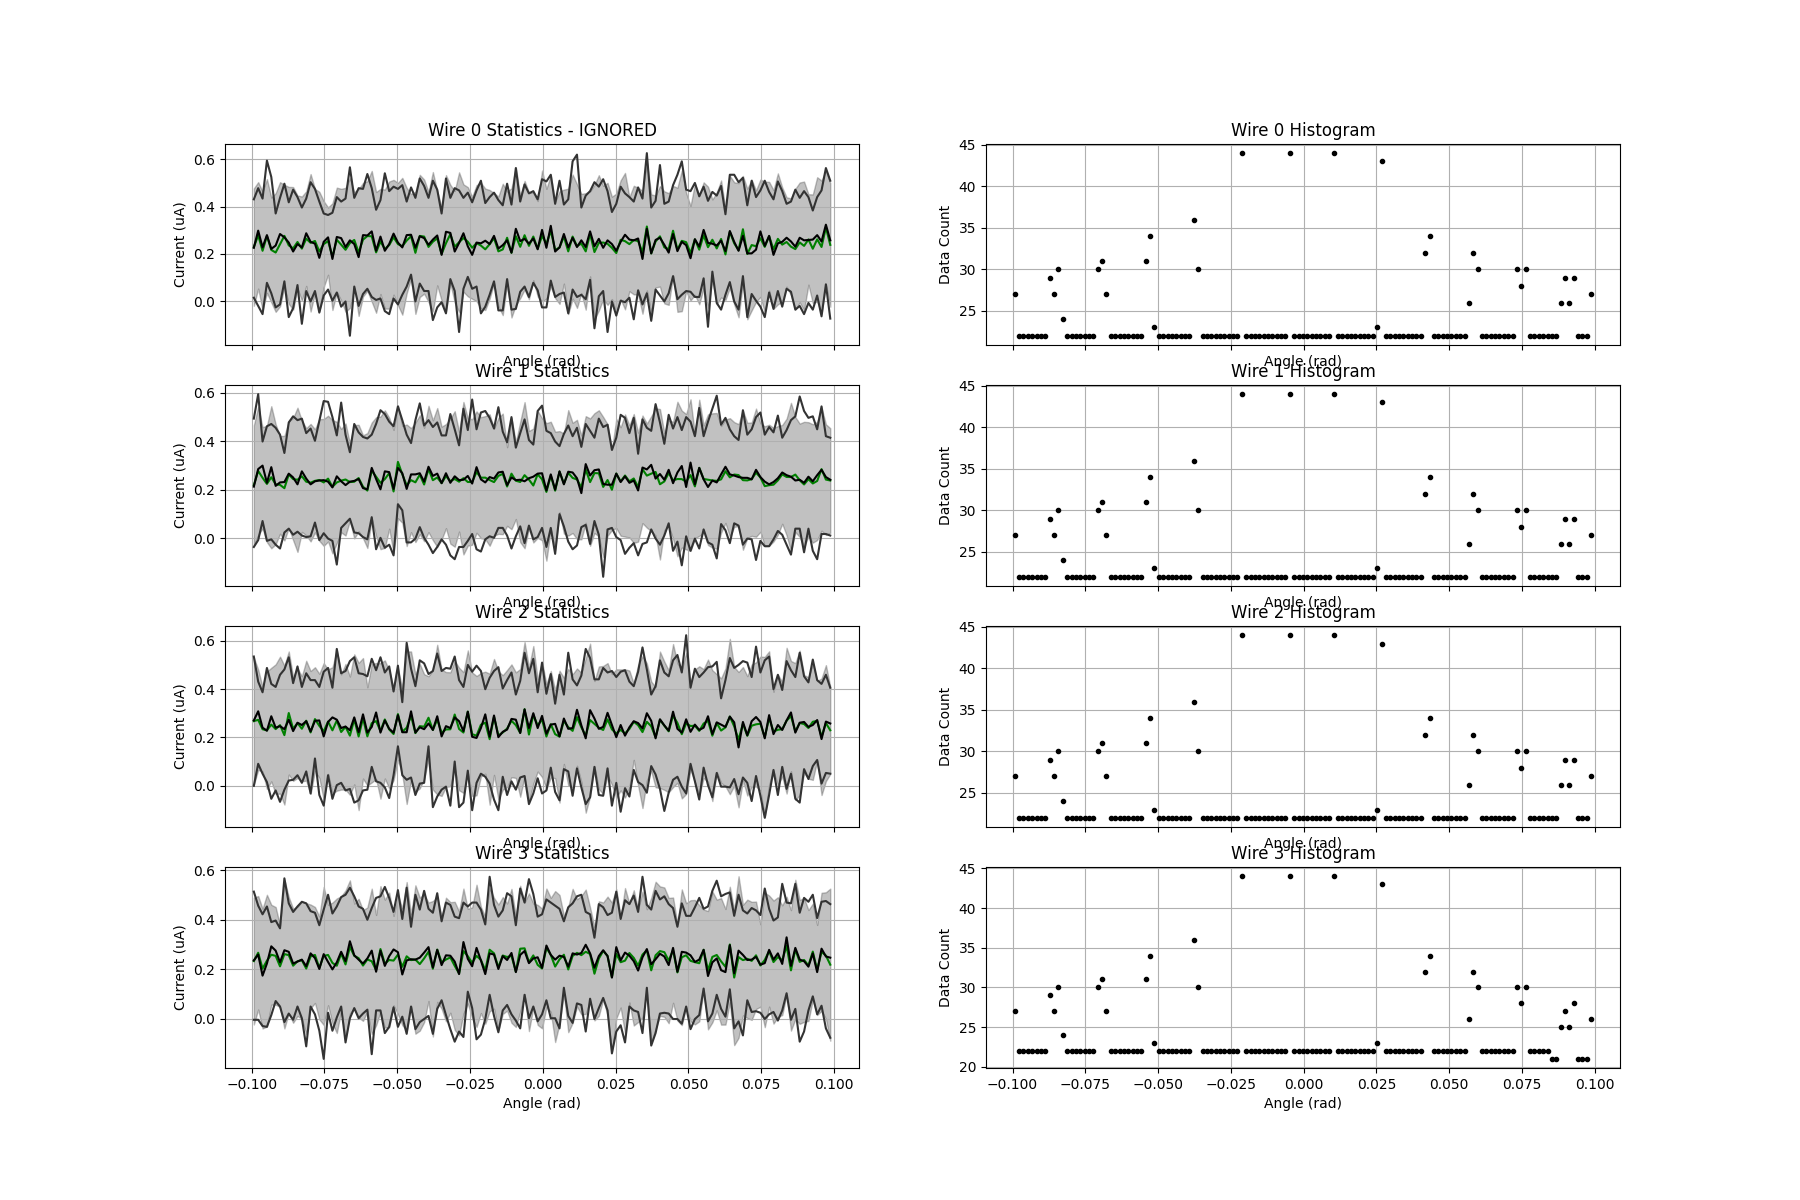 Wire 0 Statistics - IGNORED
Current (uA)
0.6
0.4
0.2
0.0
Angle (rad)
Wire 0 Histogram
Data Count
45
40
35
30
25
Angle (rad)
Wire 1 Statistics
Current (uA)
0.6
0.4
0.2
0.0
Angle (rad)
Wire 1 Histogram
Data Count
45
40
35
30
25
Angle (rad)
Wire 2 Statistics
Current (uA)
0.6
0.4
0.2
0.0
Angle (rad)
Wire 2 Histogram
Data Count
45
40
35
30
25
Angle (rad)
Wire 3 Statistics
Current (uA)
0.6
0.4
0.2
0.0
−0.100 −0.075 −0.050 −0.025 0.000 0.025 0.050 0.075 0.100
Angle (rad)
Wire 3 Histogram
Data Count
45
40
35
30
25
20
−0.100 −0.075 −0.050 −0.025 0.000 0.025 0.050 0.075 0.100
Angle (rad)